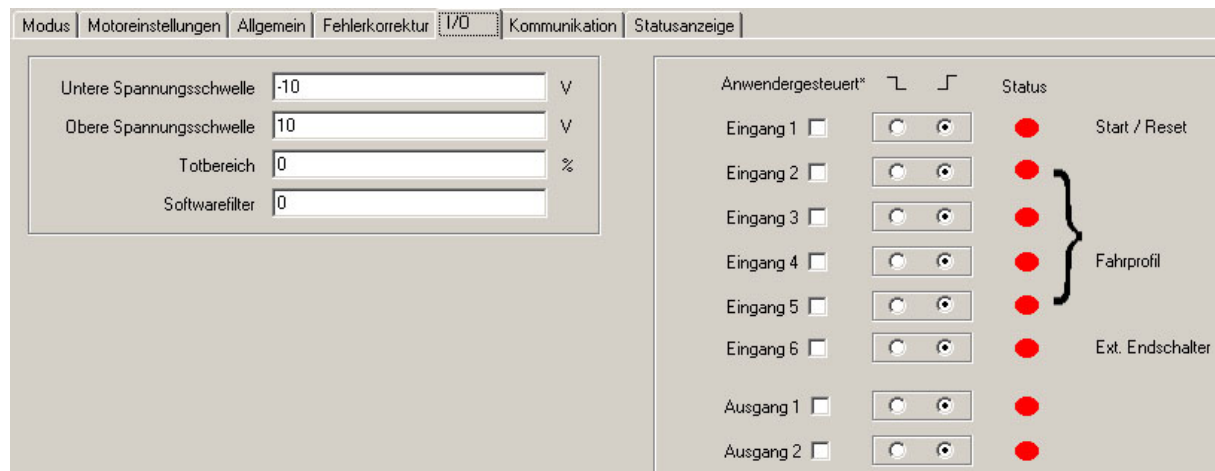 Modus Motoreinstellungen Allgemein Fehlerkorrektur I/O Kommunikation Statusanzeige
Untere Spannungsschwelle -10 V
Obere Spannungsschwelle 10 V
Totbereich 0 %
Softwarefilter 0
Anwendergesteuert* Status
Eingang 1 Start / Reset
Eingang 2
Eingang 3
Eingang 4 Fahrprofil
Eingang 5
Eingang 6 Ext. Endschalter
Ausgang 1
Ausgang 2